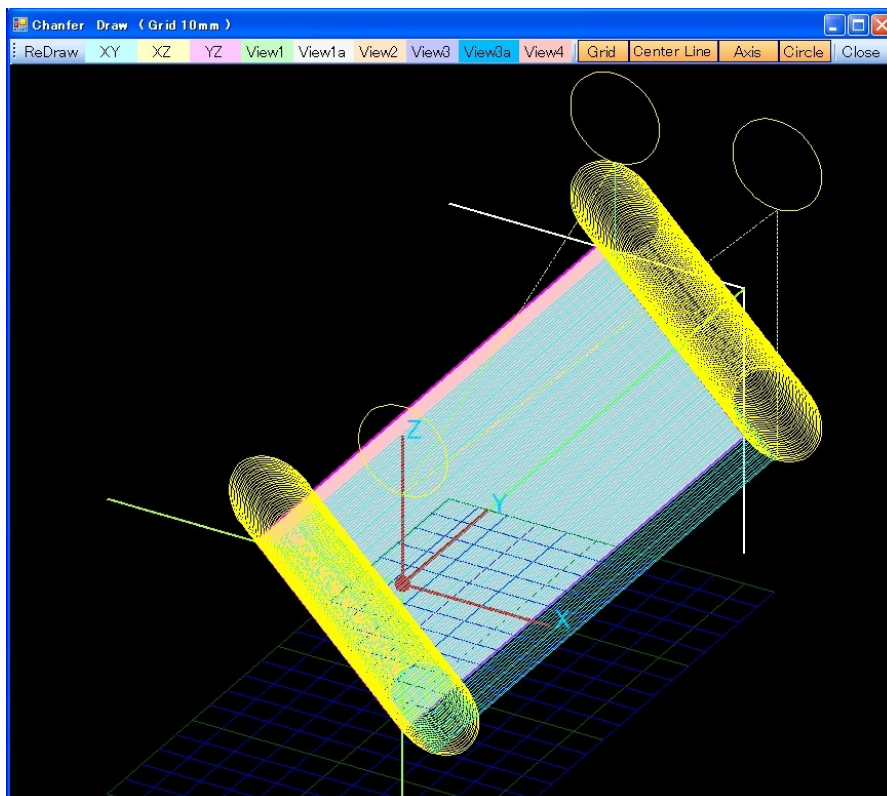 Chanfer Draw ( Grid 10mm )
ReDraw XY XZ YZ View1 View1a View2 View3 View3a View4 Grid Center Line Axis Circle Close
Z
Y
X